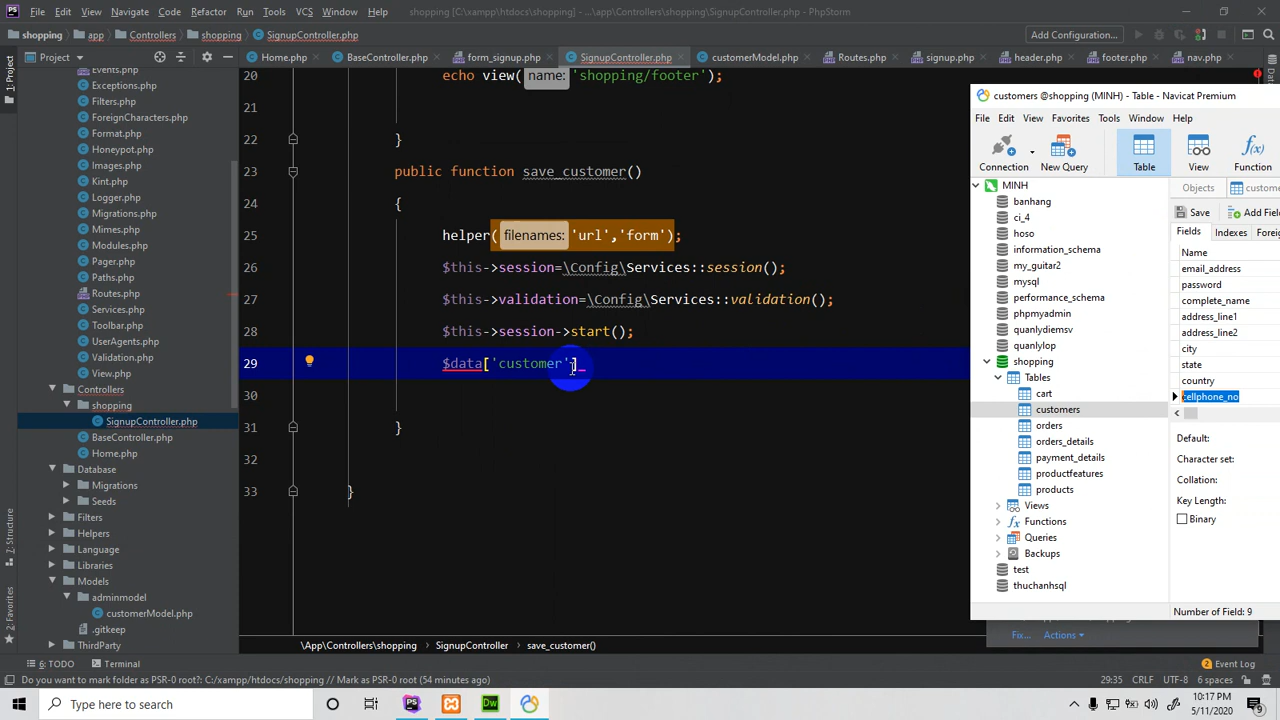 File Edit View Navigate Code Refactor Run Tools VCS Window Help shopping [C:\xampp\htdocs\shopping] - ...\app\Controllers\shopping\SignupController.php - PhpStorm
shopping app Controllers shopping SignupController.php Add Configuration...
Project Home.php BaseController.php form_signup.php SignupController.php customerModel.php Routes.php signup.php header.php footer.php nav.php
1: Project
Events.php
Exceptions.php
Filters.php
ForeignCharacters.php
Format.php
Honeypot.php
Images.php
Kint.php
Logger.php
Migrations.php
Mimes.php
Modules.php
Pager.php
Paths.php
Routes.php
Services.php
Toolbar.php
UserAgents.php
Validation.php
View.php
Controllers
shopping
SignupController.php
BaseController.php
Home.php
Database
Migrations
Seeds
Filters
Helpers
Language
Libraries
Models
adminmodel
customerModel.php
.gitkeep
ThirdParty
7: Structure
2: Favorites
20 echo view( name: 'shopping/footer');
21
22 }
23 public function save_customer()
24 {
25 helper( filenames: 'url','form');
26 $this->session=\Config\Services::session();
27 $this->validation=\Config\Services::validation();
28 $this->session->start();
29 $data['customer']
30
31 }
32
33 }
\App\Controllers\shopping SignupController save_customer()
customers @shopping (MINH) - Table - Navicat Premium
File Edit View Favorites Tools Window Help
Connection New Query Table View Function
MINH
banhang
ci_4
hoso
information_schema
my_guitar2
mysql
performance_schema
phpmyadmin
quanlydiemsv
quanlyop
shopping
Tables
cart
customers
orders
orders_details
payment_details
productfeatures
products
Views
Functions
Queries
Backups
test
thuchanhsql
Objects custome
Save Add Field
Fields Indexes Foreig
Name
email_address
password
complete_name
address_line1
address_line2
city
state
country
cellphone_no
Default:
Character set:
Collation:
Key Length:
Binary
Number of Field: 9
Fix... Actions
6: TODO Terminal 2 Event Log
Do you want to mark folder as PSR-0 root?: C:/xampp/htdocs/shopping // Mark as PSR-0 root (54 minutes ago) 29:35 CRLF UTF-8 6 spaces
Type here to search
10:17 PM
5/11/2020